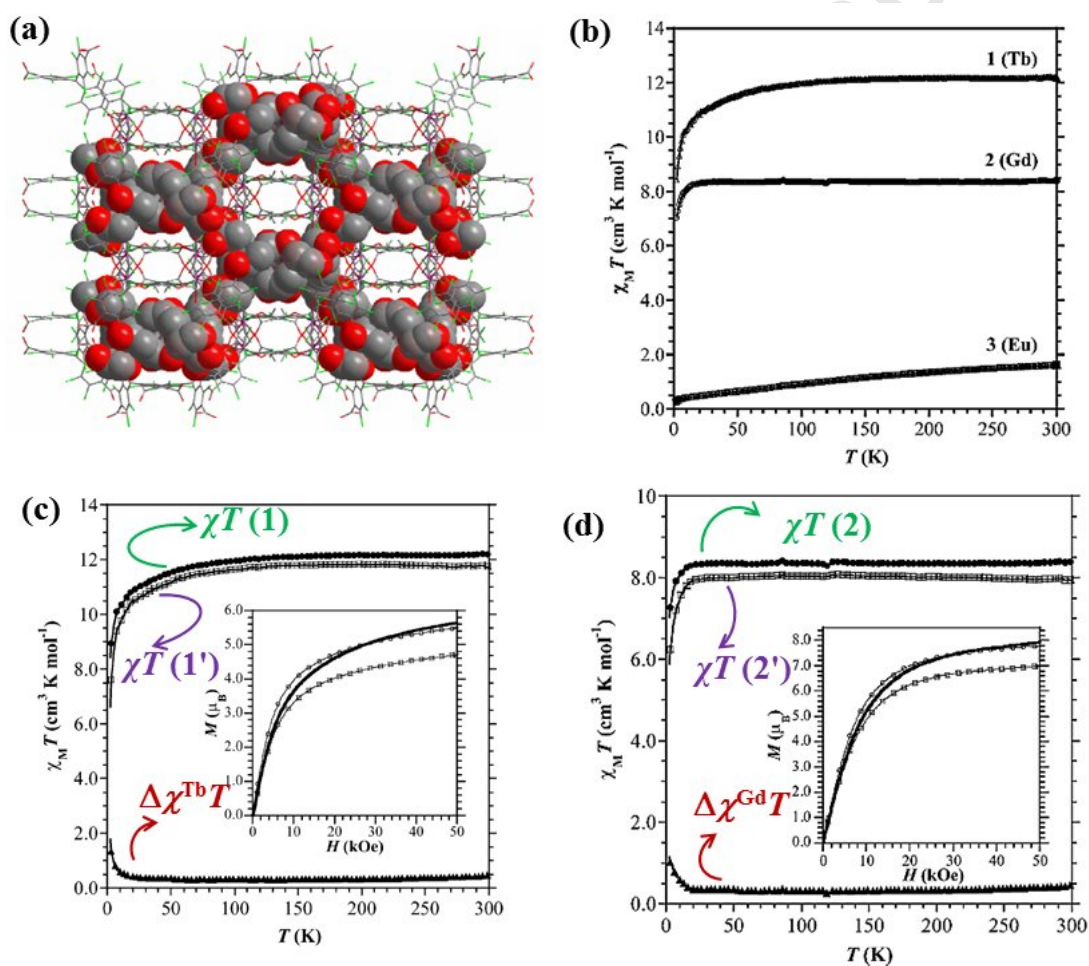 (a)
(b)
14
12
10
8.0
6.0
4.0
2.0
0.0
χMT (cm³ K mol⁻¹)
1 (Tb)
2 (Gd)
3 (Eu)
0 50 100 150 200 250 300
T (K)
(c)
14
12
10
8.0
6.0
4.0
2.0
0.0
χMT (cm³ K mol⁻¹)
χT (1)
χT (1')
ΔχTbT
6.0
5.0
4.0
3.0
2.0
1.0
0.0
M (μB)
0 10 20 30 40 50
H (kOe)
0 50 100 150 200 250 300
T (K)
(d)
10
8.0
6.0
4.0
2.0
0.0
χMT (cm³ K mol⁻¹)
χT (2)
χT (2')
ΔχGdT
8.0
7.0
6.0
5.0
4.0
3.0
2.0
1.0
0.0
M (μB)
0 10 20 30 40 50
H (kOe)
0 50 100 150 200 250 300
T (K)